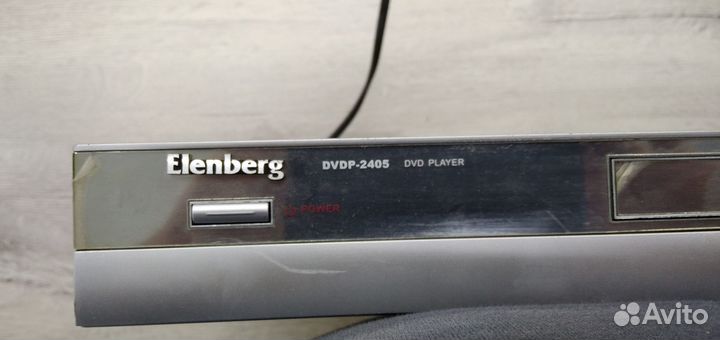 Elenberg DVDP-2405 DVD PLAYER
POWER
Avito